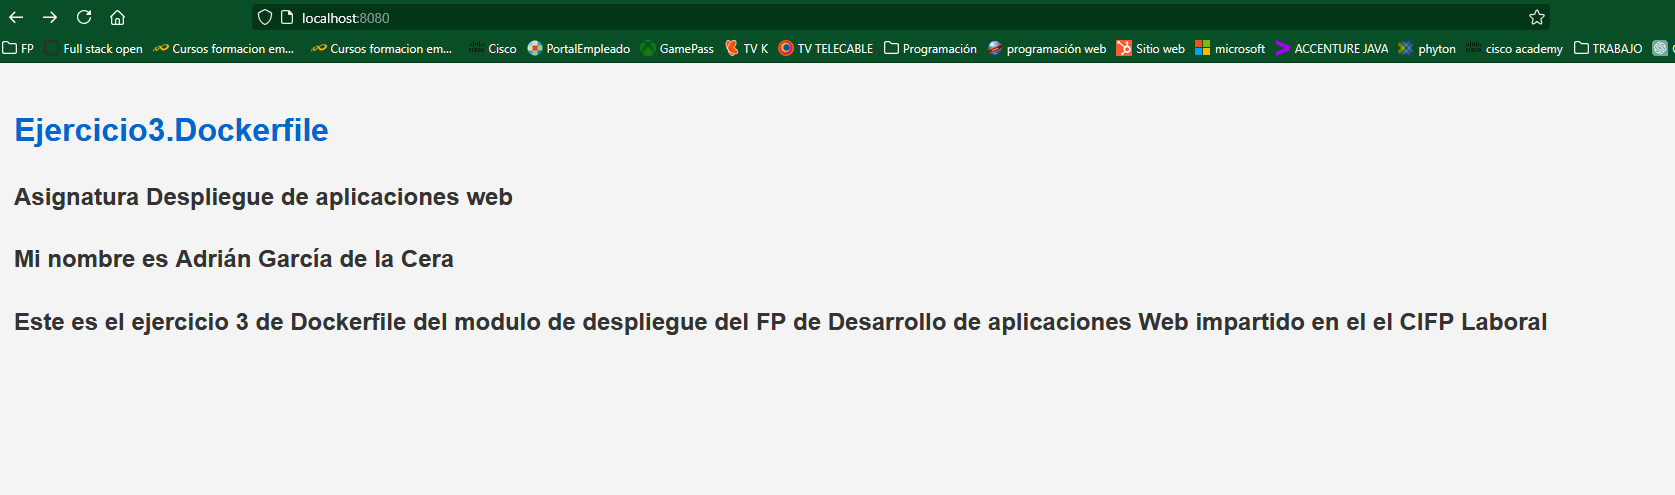 localhost:8080
FP Full stack open Cursos formacion em... Cursos formacion em... Cisco PortalEmpleado GamePass TV K TV TELECABLE Programación programación web Sitio web microsoft ACCENTURE JAVA phyton cisco academy TRABAJO
Ejercicio3.Dockerfile
Asignatura Despliegue de aplicaciones web
Mi nombre es Adrián García de la Cera
Este es el ejercicio 3 de Dockerfile del modulo de despliegue del FP de Desarrollo de aplicaciones Web impartido en el el CIFP Laboral